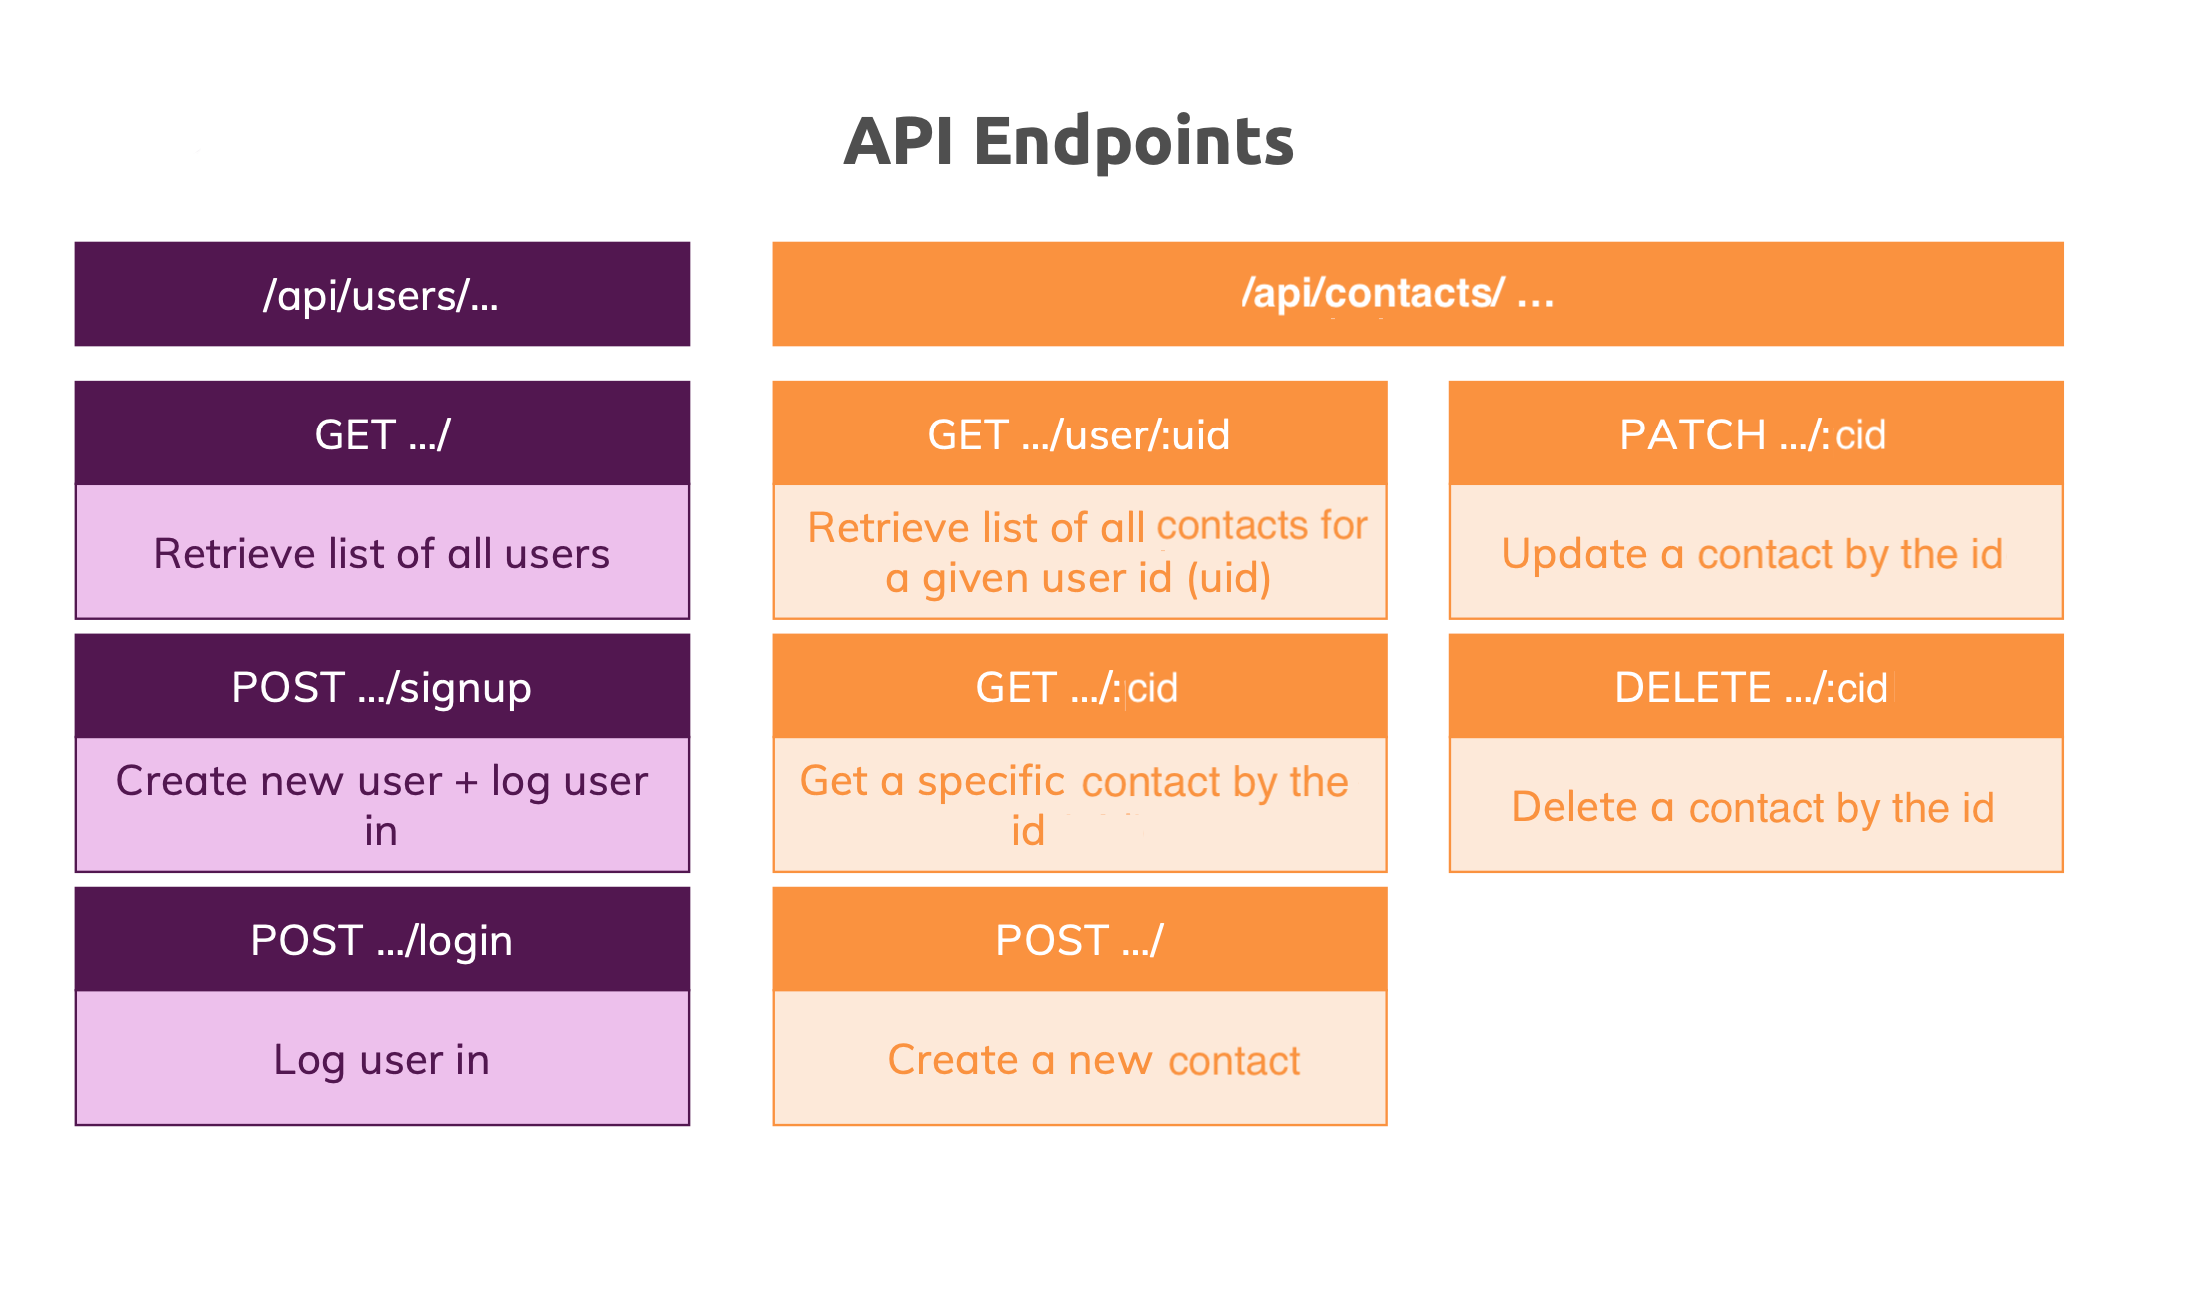 API Endpoints
/api/users/...
/api/contacts/ ...
GET .../
Retrieve list of all users
POST .../signup
Create new user + log user
in
POST .../login
Log user in
GET .../user/:uid
Retrieve list of all contacts for
a given user id (uid)
GET .../:cid
Get a specific contact by the
id
POST .../
Create a new contact
PATCH .../:cid
Update a contact by the id
DELETE .../:cid
Delete a contact by the id